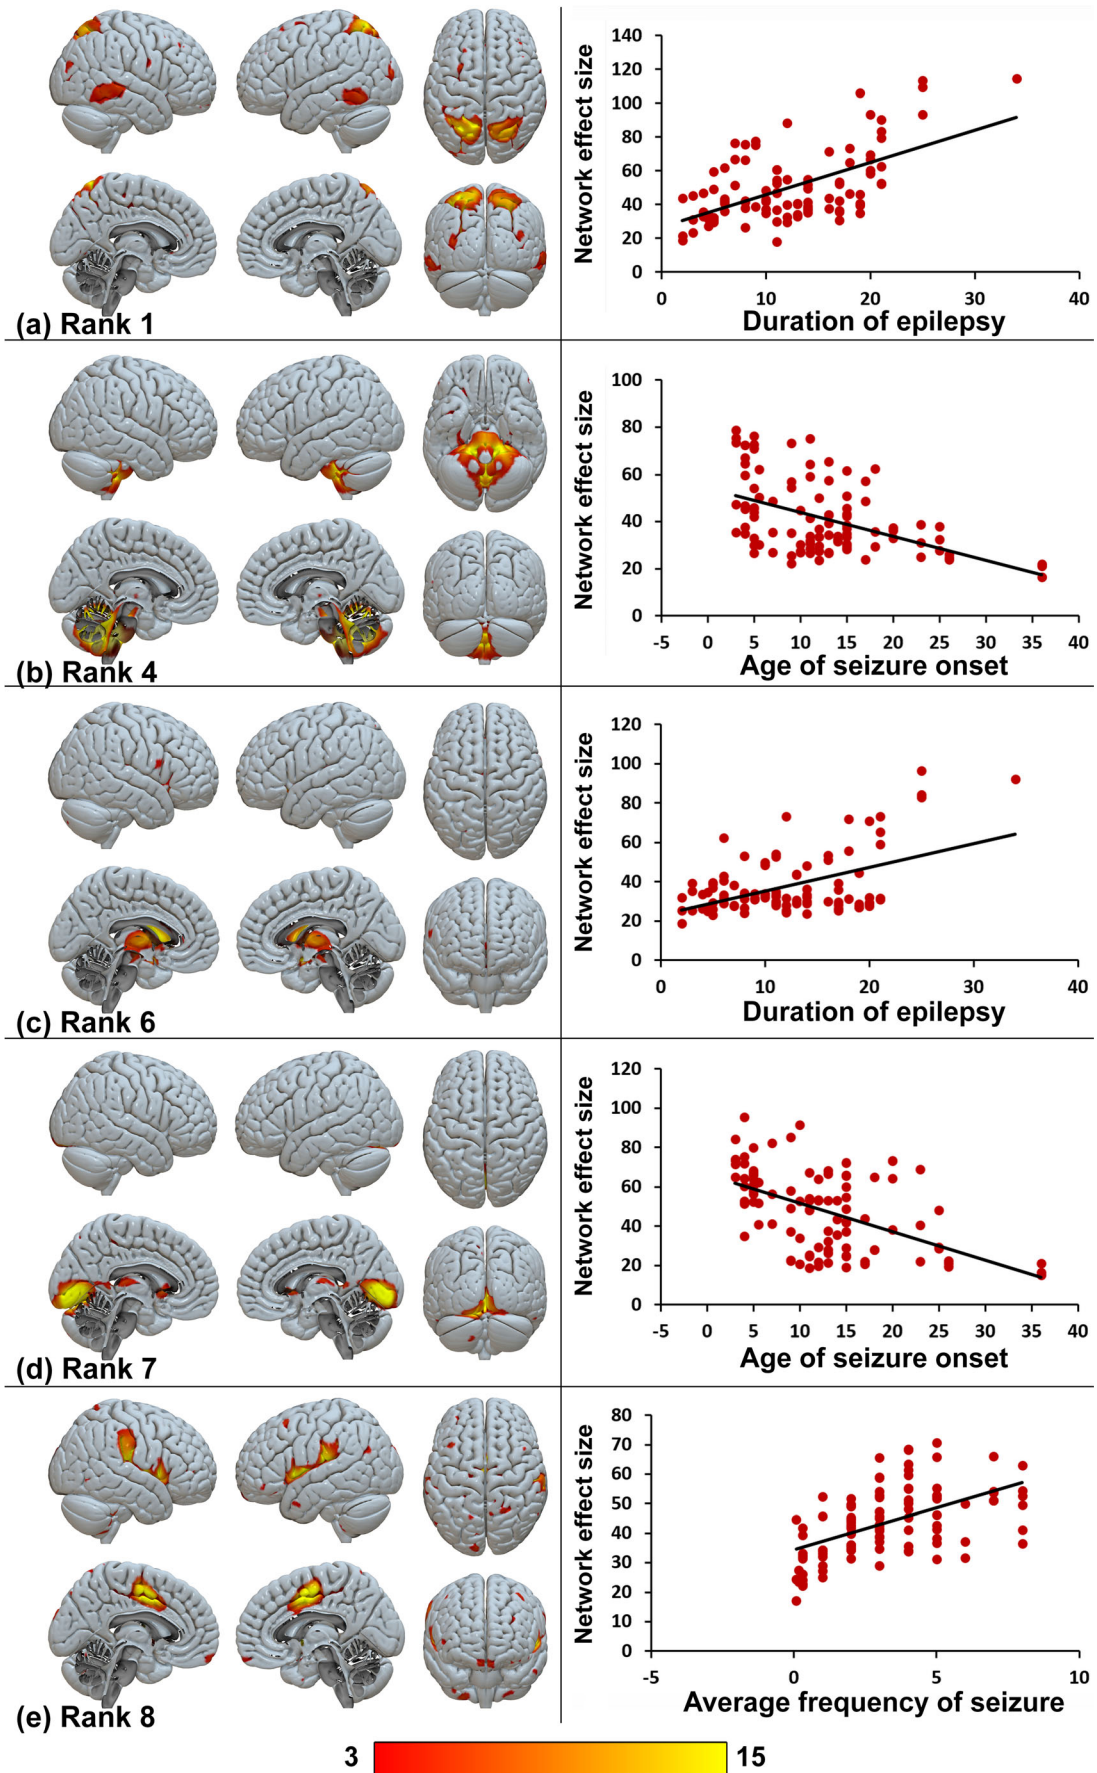 Network effect size
140
120
100
80
60
40
20
0
0 10 20 30 40
Duration of epilepsy
(a) Rank 1
Network effect size
100
80
60
40
20
0
-5 0 5 10 15 20 25 30 35 40
Age of seizure onset
(b) Rank 4
Network effect size
120
100
80
60
40
20
0
0 10 20 30 40
Duration of epilepsy
(c) Rank 6
Network effect size
120
100
80
60
40
20
0
-5 0 5 10 15 20 25 30 35 40
Age of seizure onset
(d) Rank 7
Network effect size
80
70
60
50
40
30
20
10
0
-5 0 5 10
Average frequency of seizure
(e) Rank 8
3 15